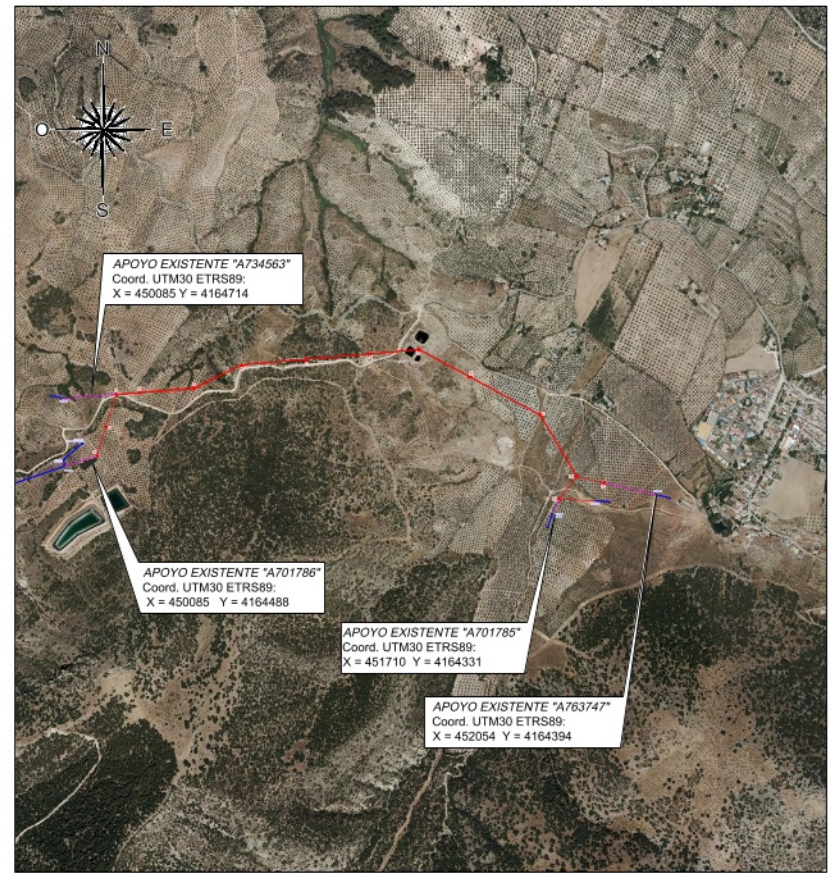 N
O
E
S
APOYO EXISTENTE "A734563"
Coord. UTM30 ETRS89:
X = 450085 Y = 4164714
APOYO EXISTENTE "A701786"
Coord. UTM30 ETRS89:
X = 450085 Y = 4164488
APOYO EXISTENTE "A701785"
Coord. UTM30 ETRS89:
X = 451710 Y = 4164331
APOYO EXISTENTE "A763747"
Coord. UTM30 ETRS89:
X = 452054 Y = 4164394